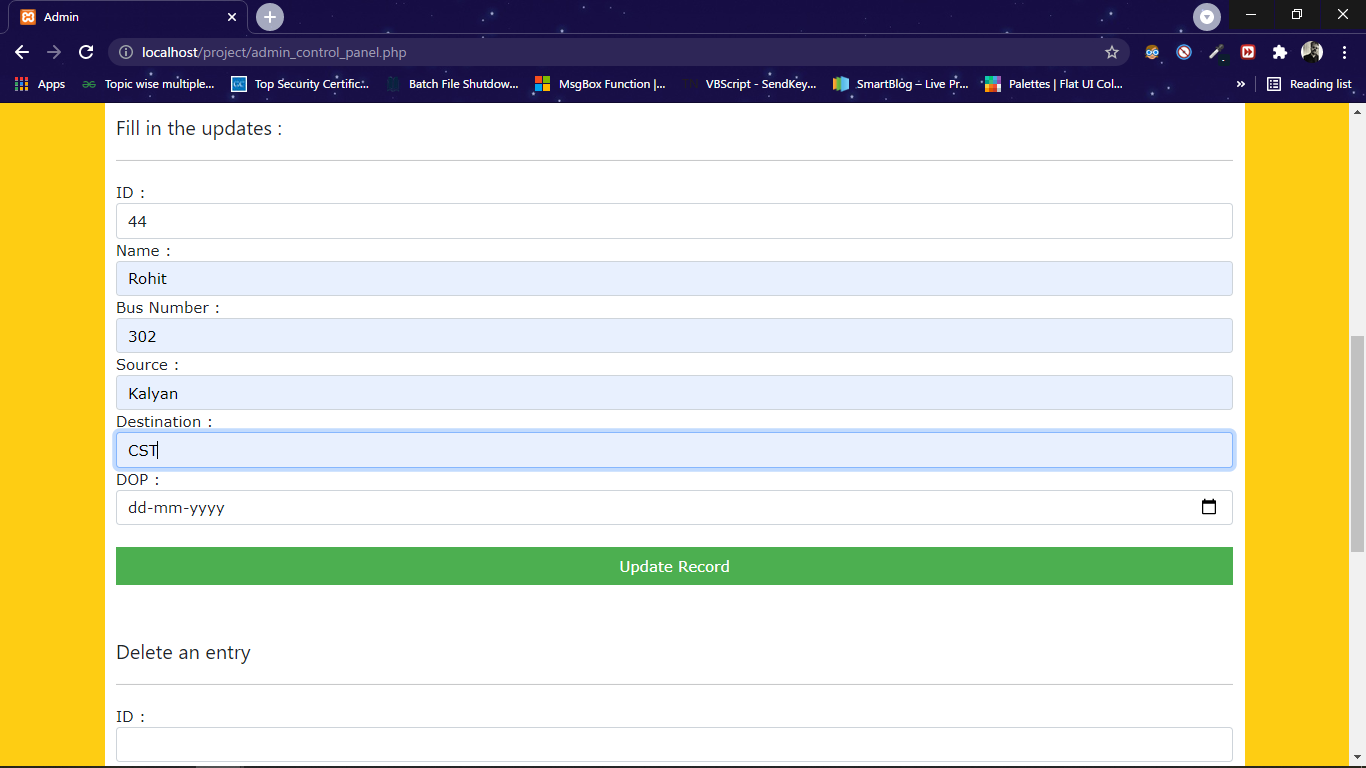 Admin
localhost/project/admin_control_panel.php
Apps
Topic wise multiple...
Top Security Certific...
Batch File Shutdow...
MsgBox Function |...
VBScript - SendKey...
SmartBlog – Live Pr...
Palettes | Flat UI Col...
»
Reading list
Fill in the updates :
ID :
44
Name :
Rohit
Bus Number :
302
Source :
Kalyan
Destination :
CST
DOP :
dd-mm-yyyy
Update Record
Delete an entry
ID :